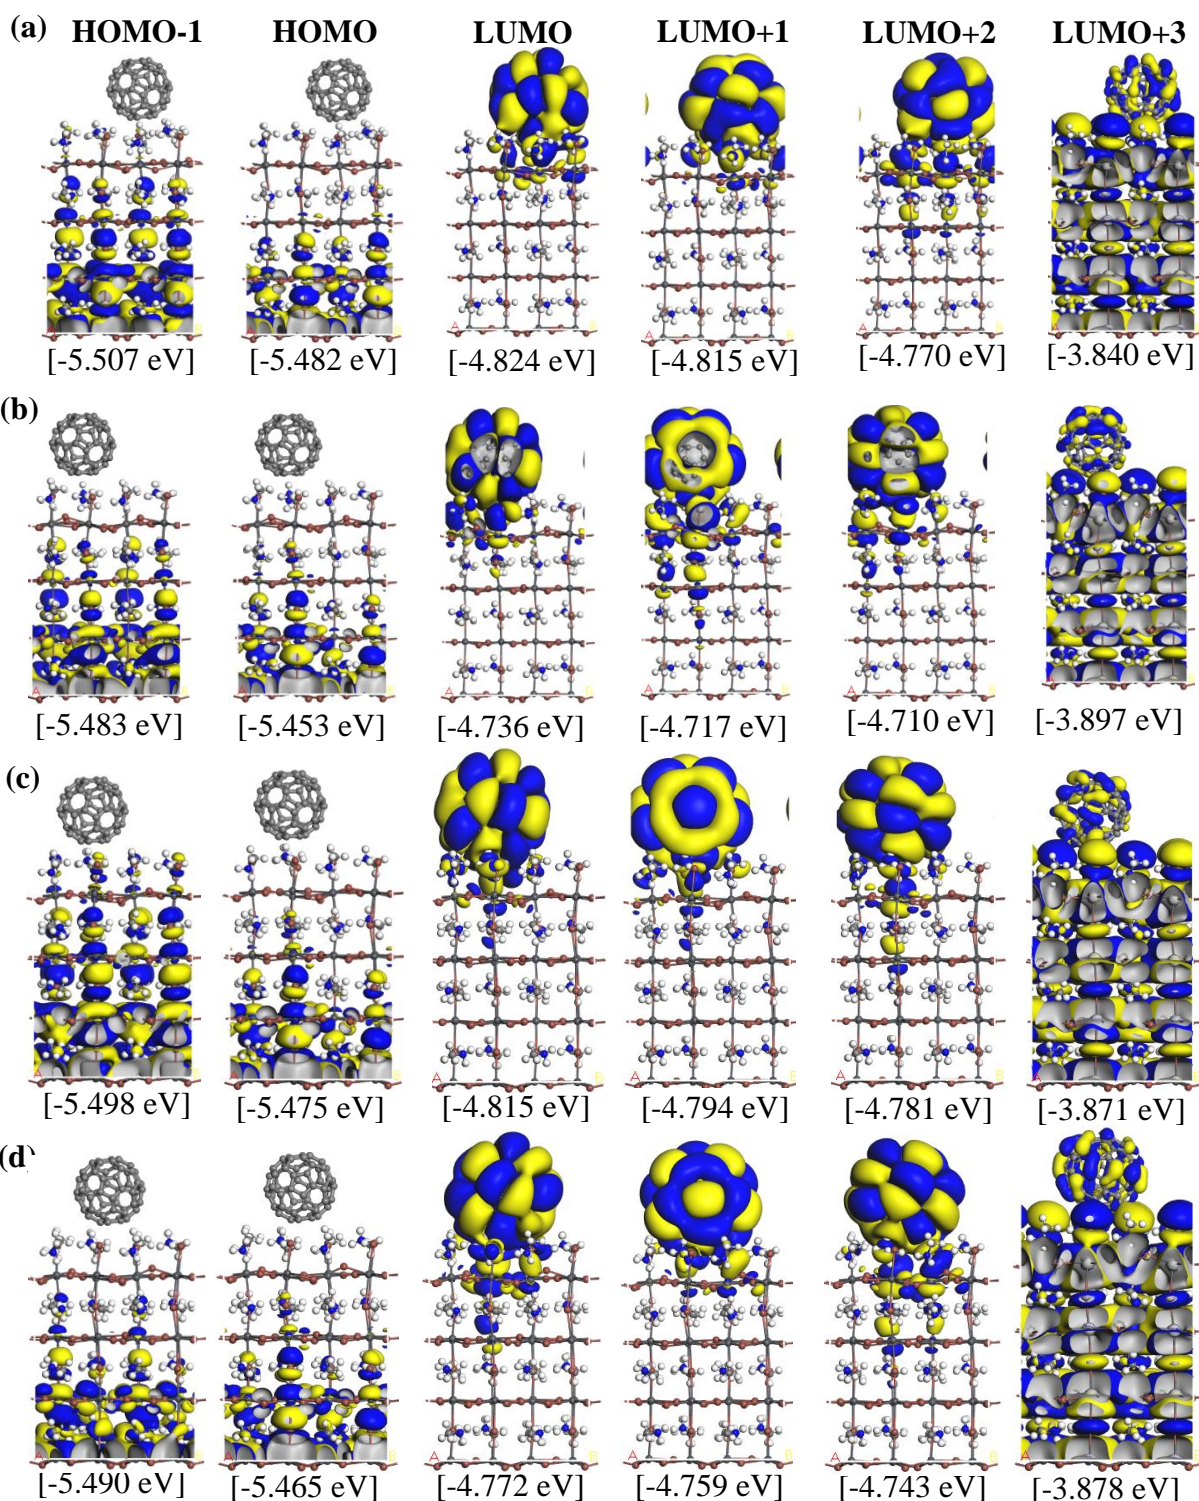 (a) HOMO-1 HOMO LUMO LUMO+1 LUMO+2 LUMO+3
[-5.507 eV] [-5.482 eV] [-4.824 eV] [-4.815 eV] [-4.770 eV] [-3.840 eV]
(b)
[-5.483 eV] [-5.453 eV] [-4.736 eV] [-4.717 eV] [-4.710 eV] [-3.897 eV]
(c)
[-5.498 eV] [-5.475 eV] [-4.815 eV] [-4.794 eV] [-4.781 eV] [-3.871 eV]
(d)
[-5.490 eV] [-5.465 eV] [-4.772 eV] [-4.759 eV] [-4.743 eV] [-3.878 eV]